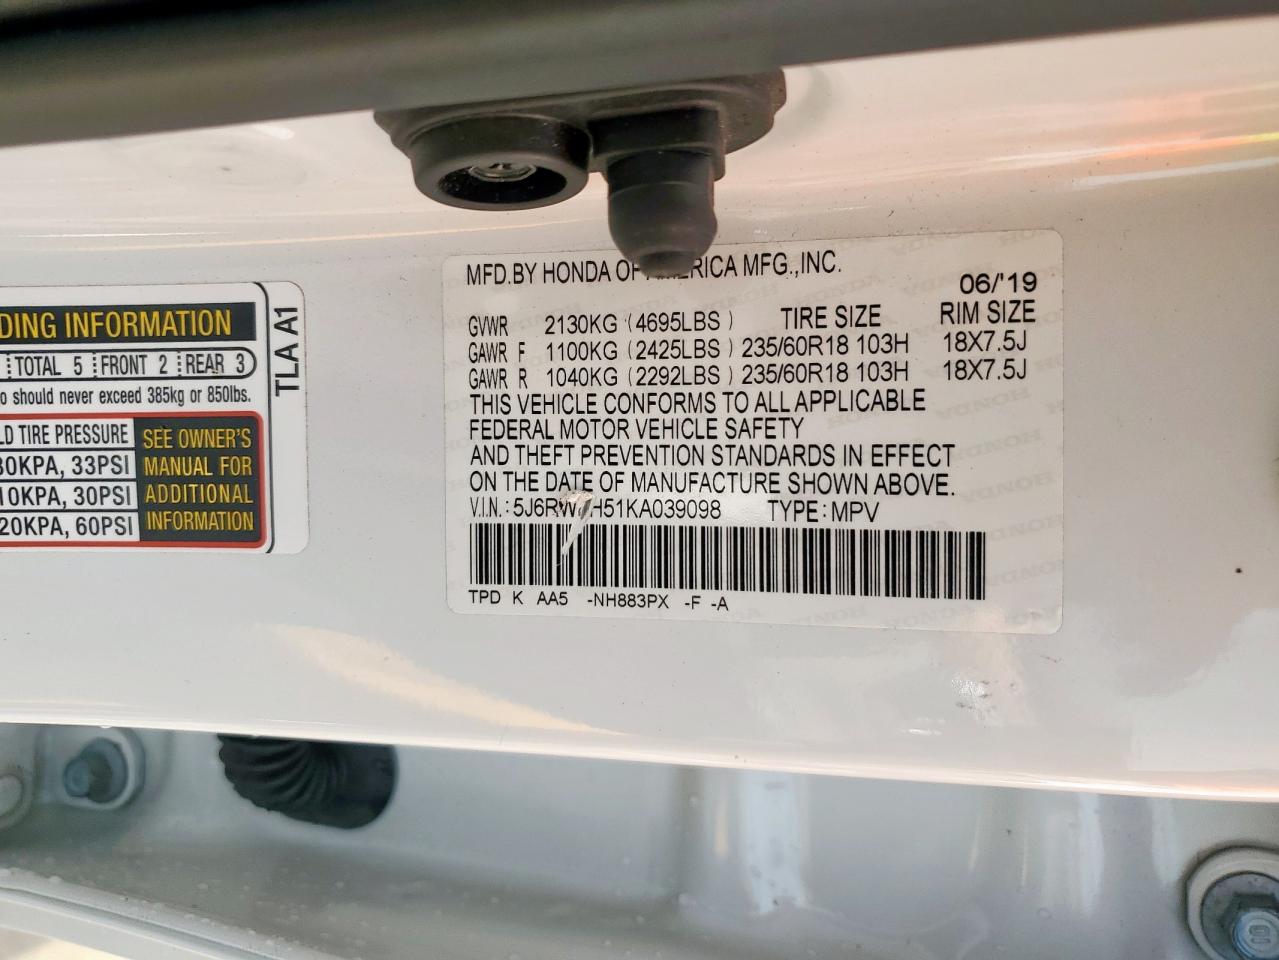 DING INFORMATION
TOTAL 5 FRONT 2 REAR 3
o should never exceed 385kg or 850lbs.
LD TIRE PRESSURE
30KPA, 33PSI
10KPA, 30PSI
20KPA, 60PSI
SEE OWNER'S
MANUAL FOR
ADDITIONAL
INFORMATION
TLA A1
MFD.BY HONDA OF AMERICA MFG.,INC.
06/'19
GVWR 2130KG (4695LBS) TIRE SIZE RIM SIZE
GAWR F 1100KG (2425LBS) 235/60R18 103H 18X7.5J
GAWR R 1040KG (2292LBS) 235/60R18 103H 18X7.5J
THIS VEHICLE CONFORMS TO ALL APPLICABLE
FEDERAL MOTOR VEHICLE SAFETY
AND THEFT PREVENTION STANDARDS IN EFFECT
ON THE DATE OF MANUFACTURE SHOWN ABOVE.
V.I.N.: TYPE: MPV
TPD K AA5 -NH883PX -F -A
8